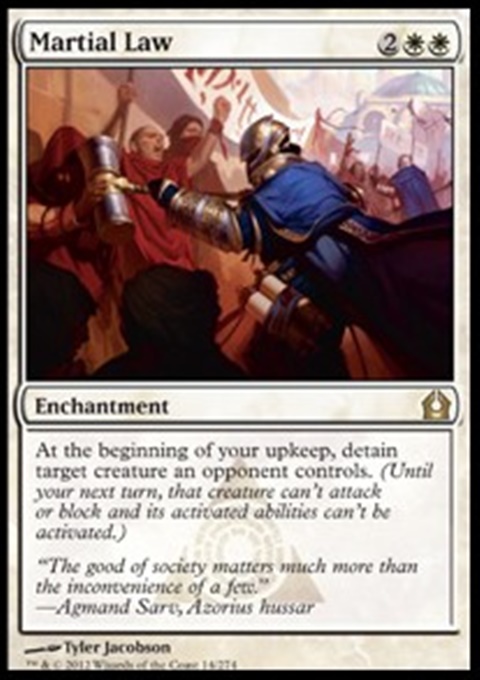 Martial Law 2
Enchantment
At the beginning of your upkeep, detain
target creature an opponent controls. (Until
your next turn, that creature can't attack
or block and its activated abilities can't be
activated.)
"The good of society matters much more than
the inconvenience of a few."
—Agmand Sarv, Azorius hussar
Tyler Jacobson
™ & © 2012 Wizards of the Coast 14/274